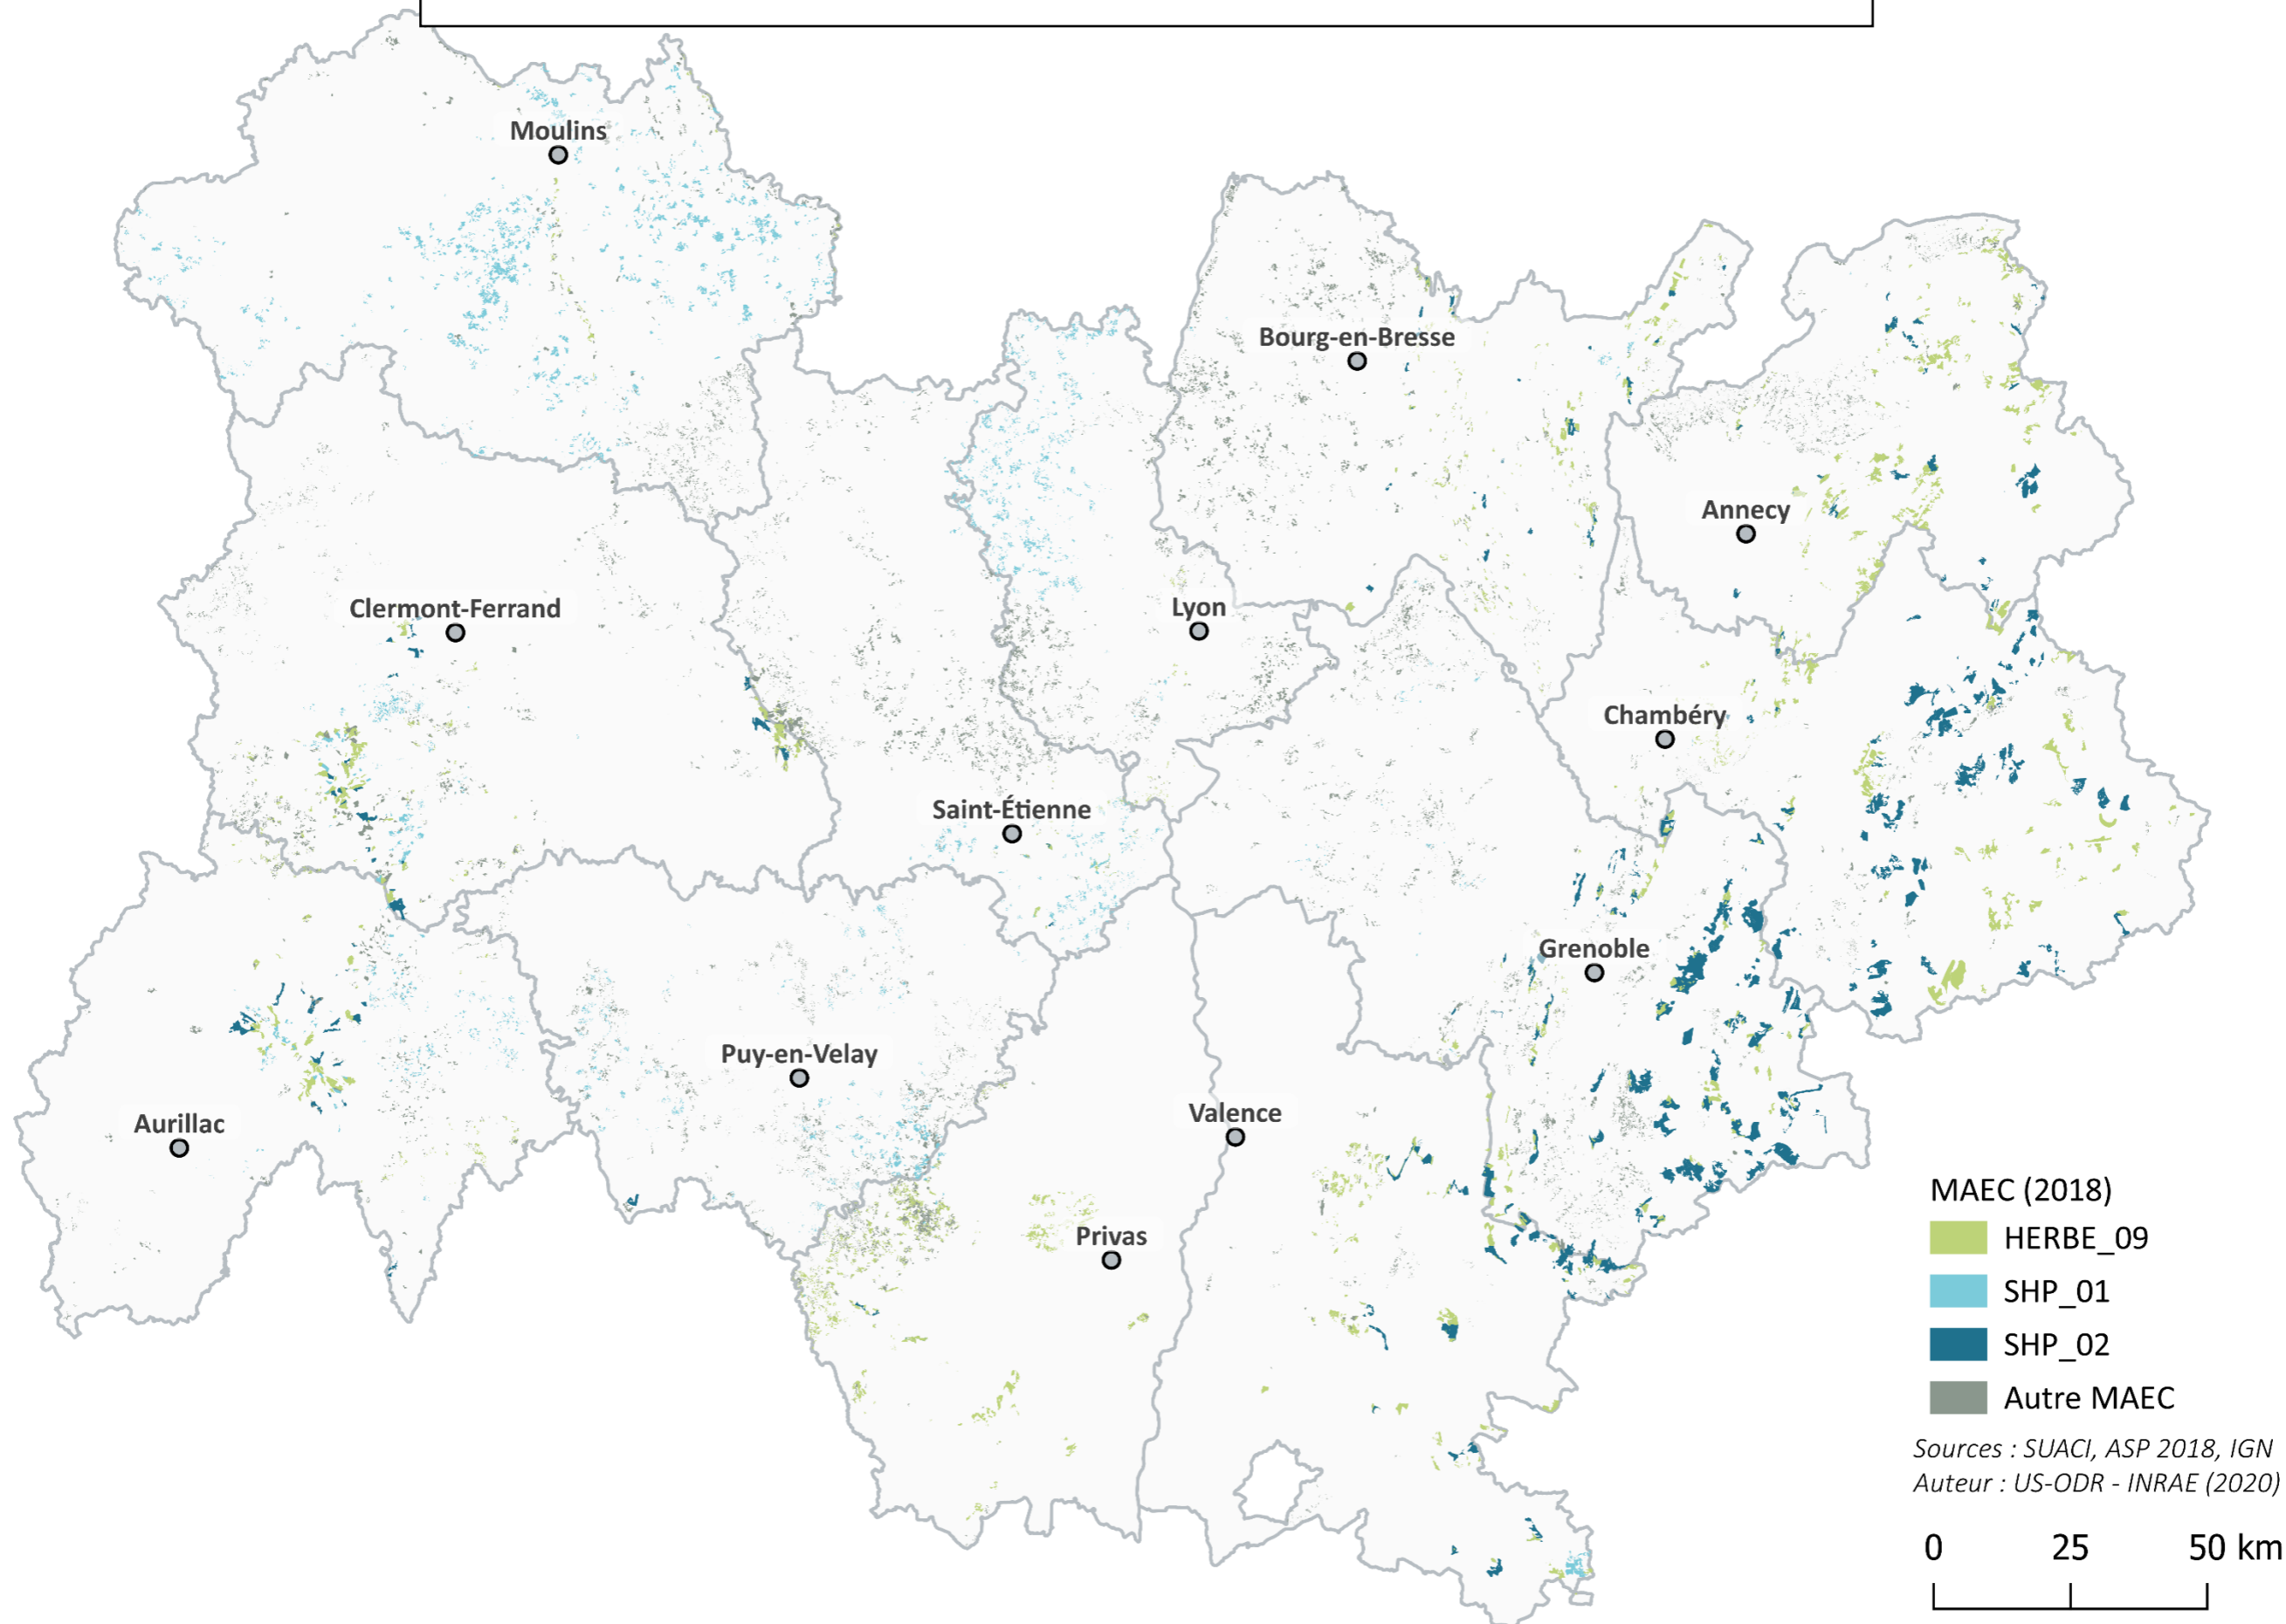 Moulins
Bourg-en-Bresse
Annecy
Clermont-Ferrand
Lyon
Chambéry
Saint-Étienne
Grenoble
Puy-en-Velay
Valence
Aurillac
Privas
MAEC (2018)
HERBE_09
SHP_01
SHP_02
Autre MAEC
Sources : SUACI, ASP 2018, IGN
Auteur : US-ODR - INRAE (2020)
0 25 50 km